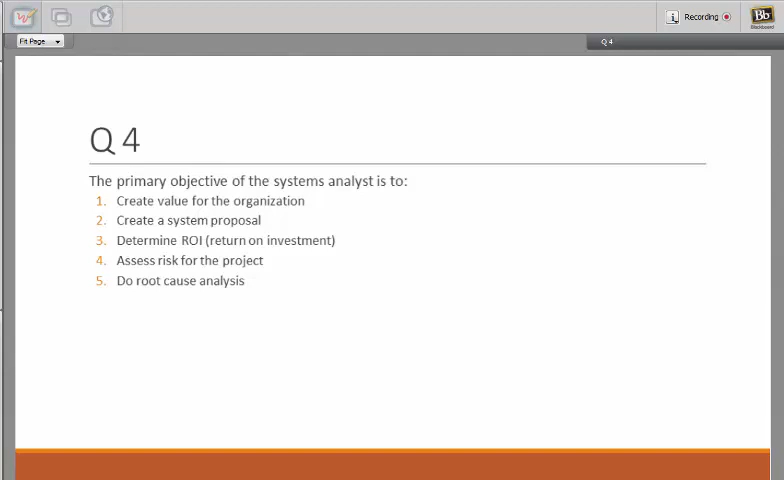 Recording
Bb
Blackboard
Fit Page
Q 4
Q 4
The primary objective of the systems analyst is to:
1. Create value for the organization
2. Create a system proposal
3. Determine ROI (return on investment)
4. Assess risk for the project
5. Do root cause analysis